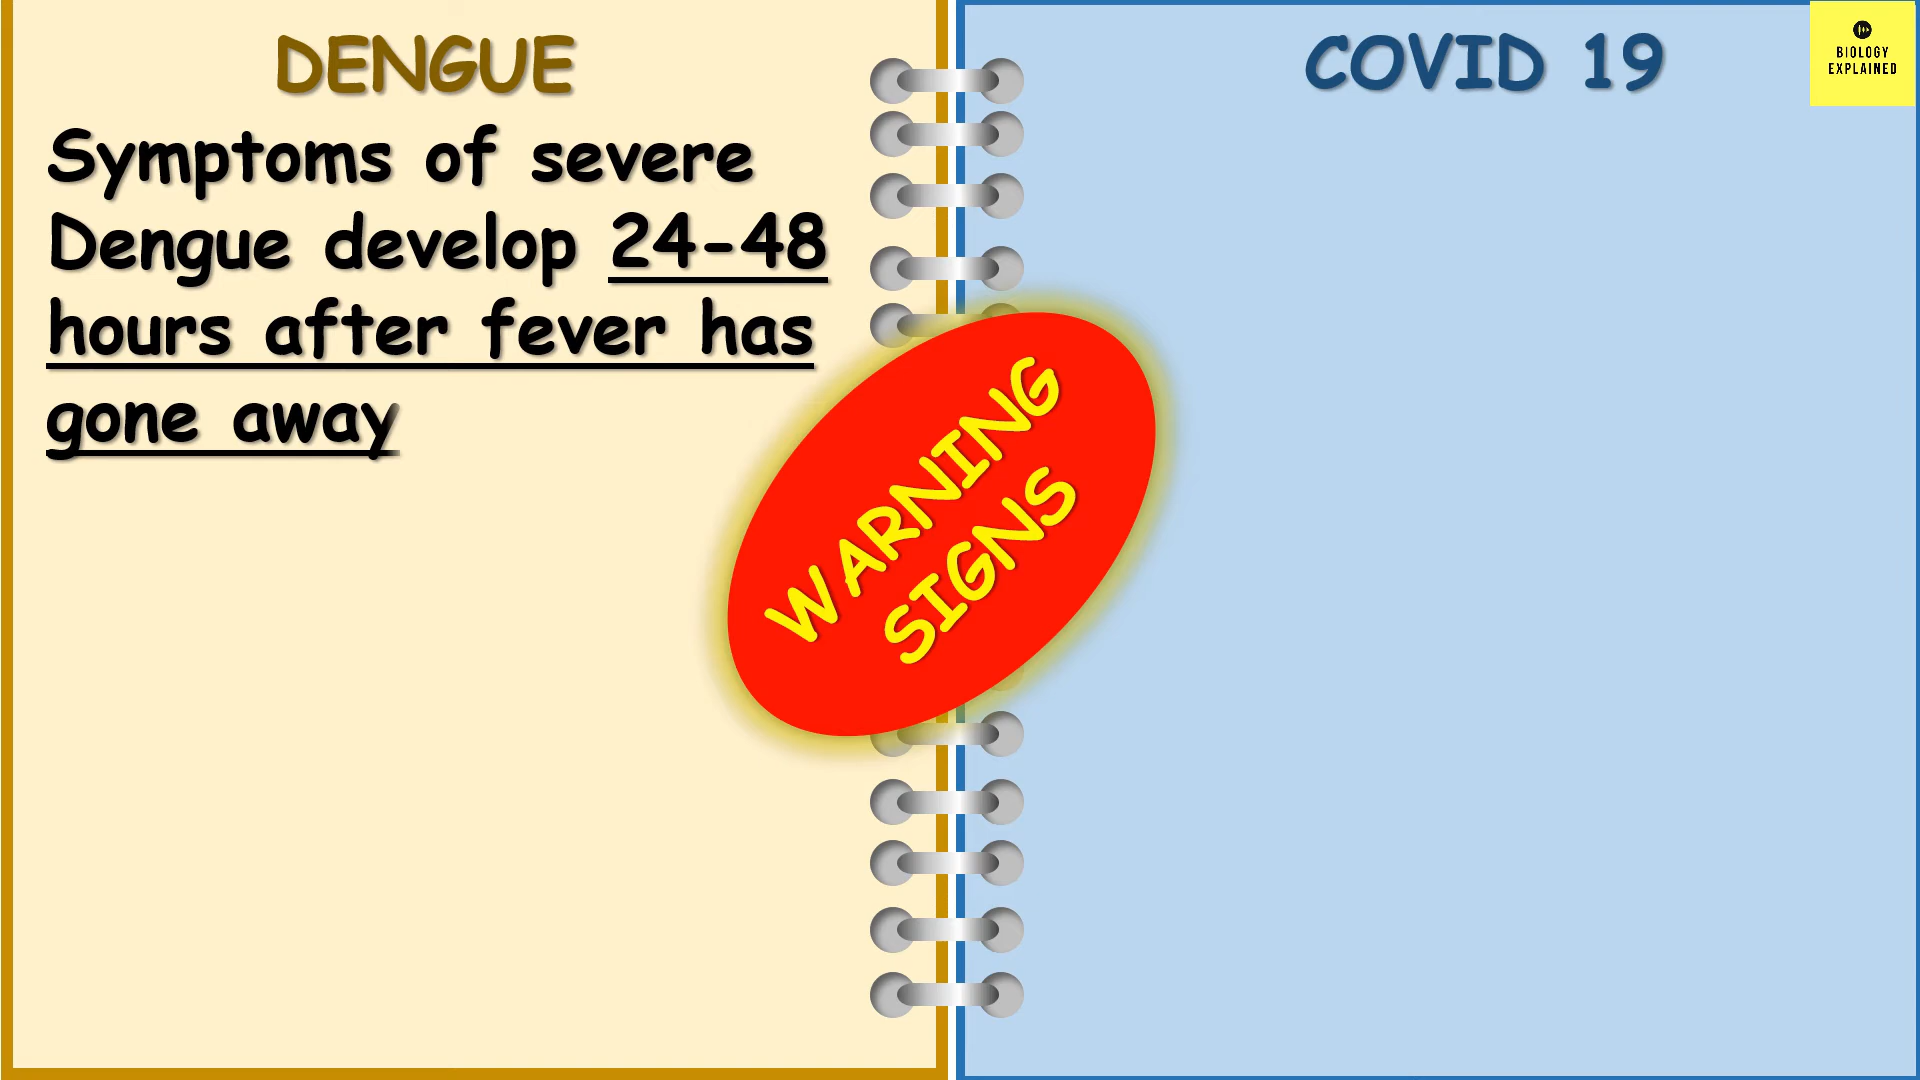 DENGUE
Symptoms of severe
Dengue develop 24-48
hours after fever has
gone away
WARNING
SIGNS
COVID 19
BIOLOGY
EXPLAINED